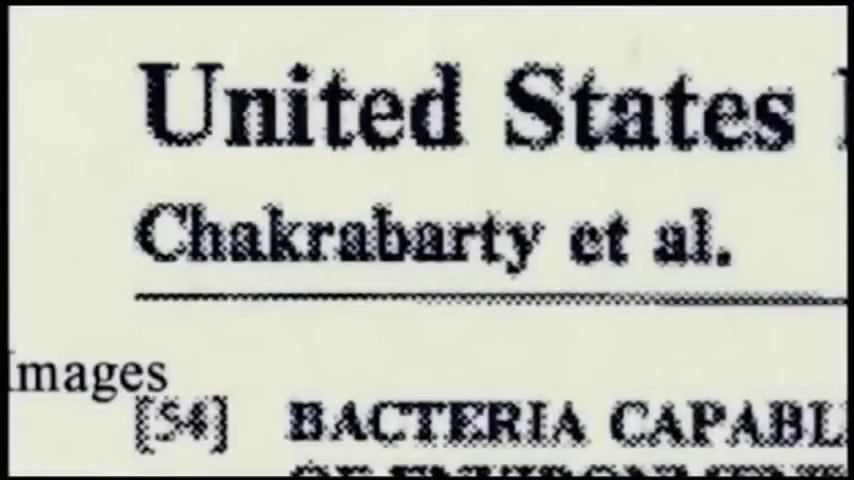 United States
Chakrabarty et al.
Images
[54] BACTERIA CAPABL